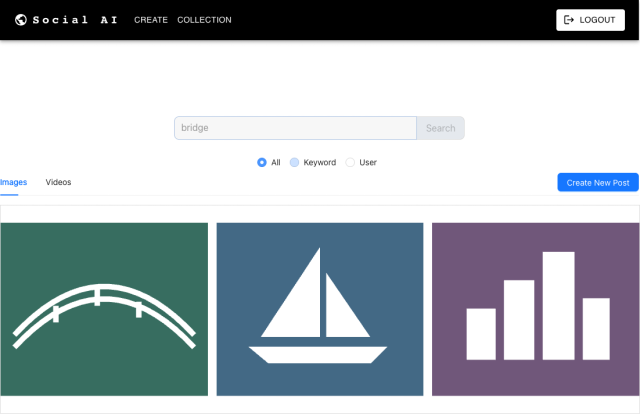 Social AI CREATE COLLECTION LOGOUT
bridge Search
All Keyword User
Images Videos Create New Post